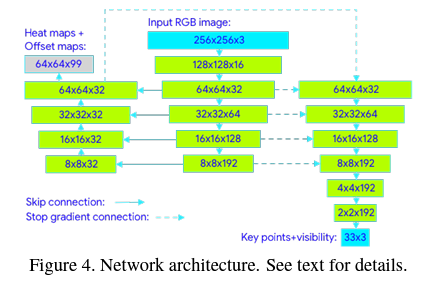 Input RGB image:
Heat maps +
Offset maps:
256x256x3
64x64x99
128x128x16
64x64x32 64x64x32 64x64x32
32x32x32 32x32x64 32x32x64
16x16x32 16x16x128 16x16x128
8x8x32 8x8x192 8x8x192
4x4x192
Skip connection:
2x2x192
Stop gradient connection:
Key points+visibility: 33x3
Figure 4. Network architecture. See text for details.